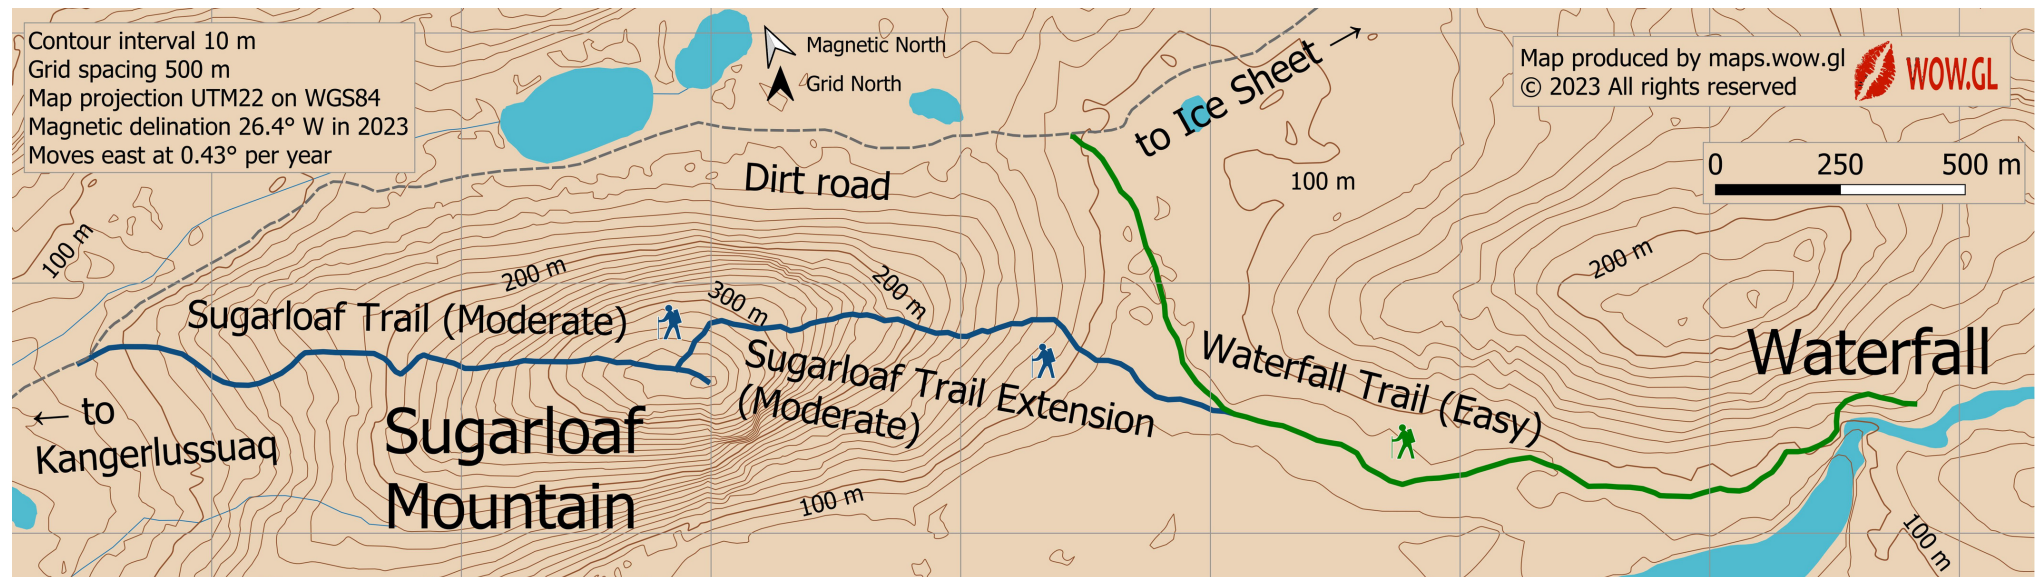 Contour interval 10 m
Grid spacing 500 m
Map projection UTM22 on WGS84
Magnetic delination 26.4° W in 2023
Moves east at 0.43° per year
Magnetic North
Grid North
to Ice Sheet →
Map produced by maps.wow.gl
© 2023 All rights reserved
WOW.GL
0 250 500 m
Dirt road
100 m
100 m
200 m
200 m
300 m
200 m
Sugarloaf Trail (Moderate)
Sugarloaf Trail Extension
(Moderate)
Waterfall Trail (Easy)
Waterfall
← to
Kangerlussuaq
Sugarloaf
Mountain
100 m
100 m